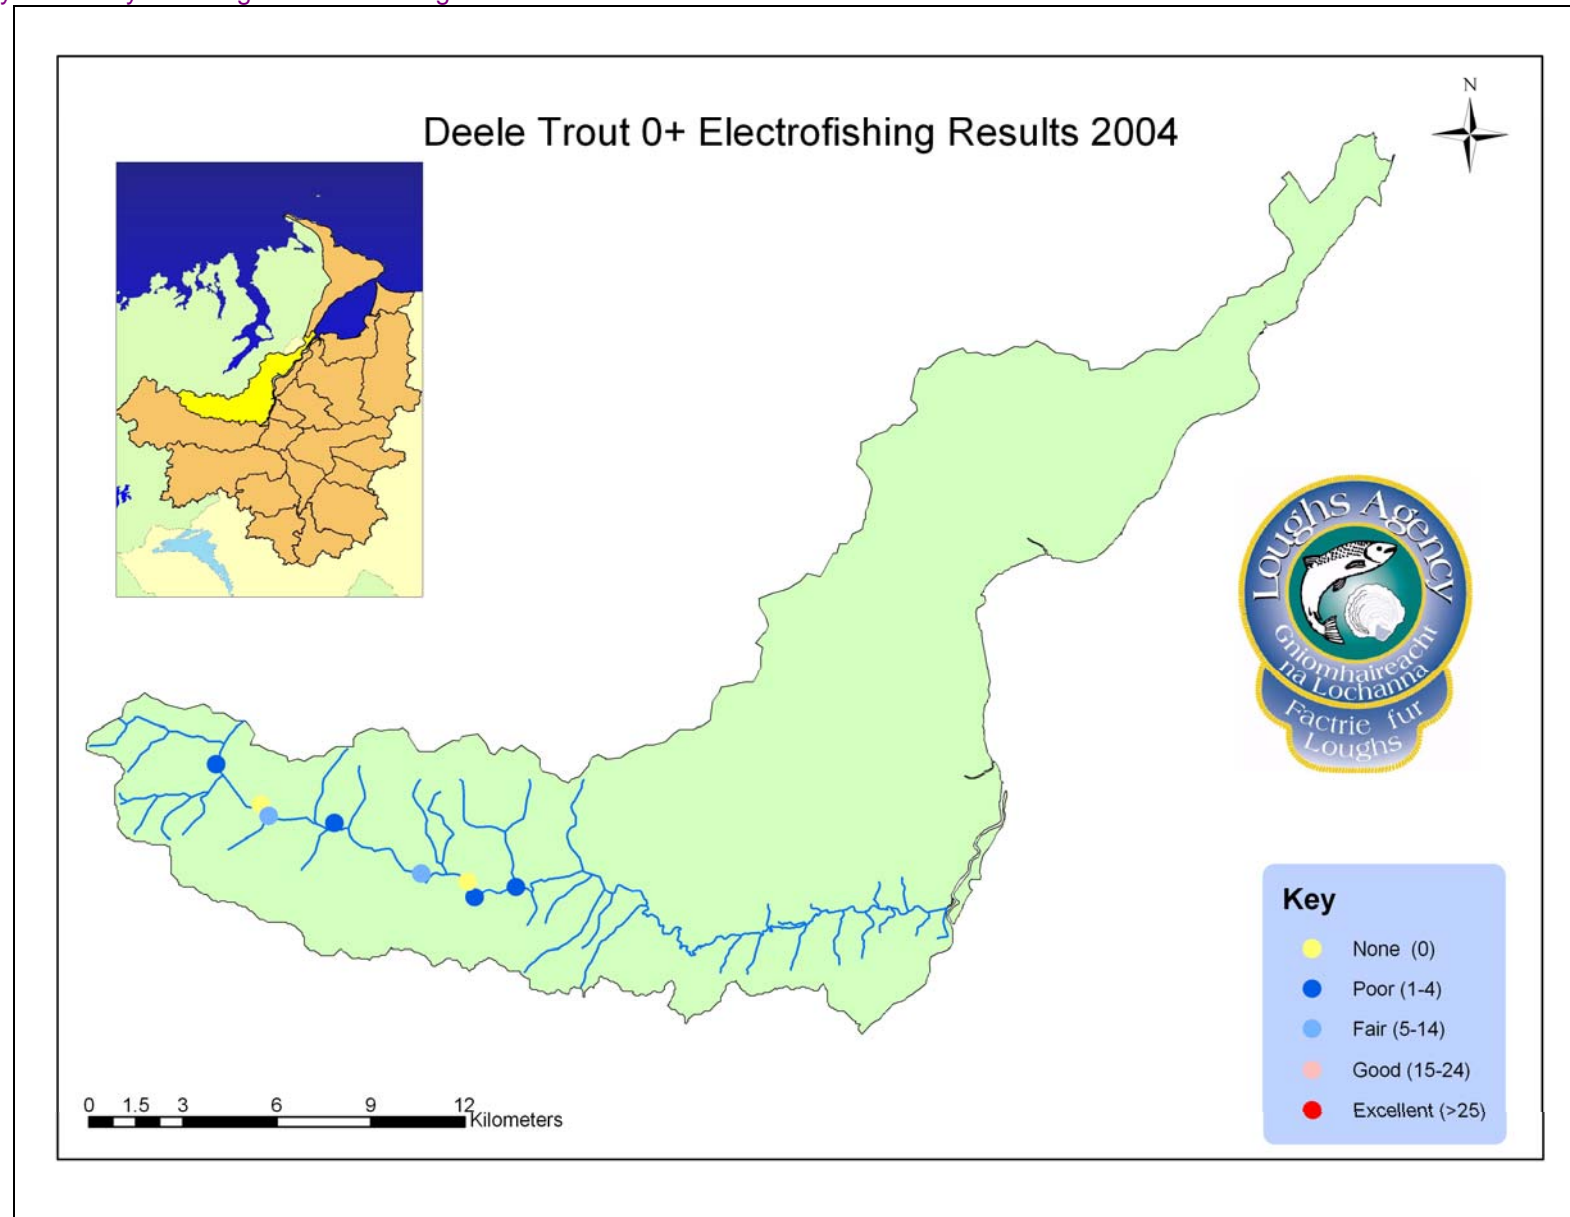 N
Deele Trout 0+ Electrofishing Results 2004
Loughs Agency
Gníomhaireacht
na Lochanna
Factrie fur
Loughs
Key
None (0)
Poor (1-4)
Fair (5-14)
Good (15-24)
Excellent (>25)
0 1.5 3 6 9 12
Kilometers